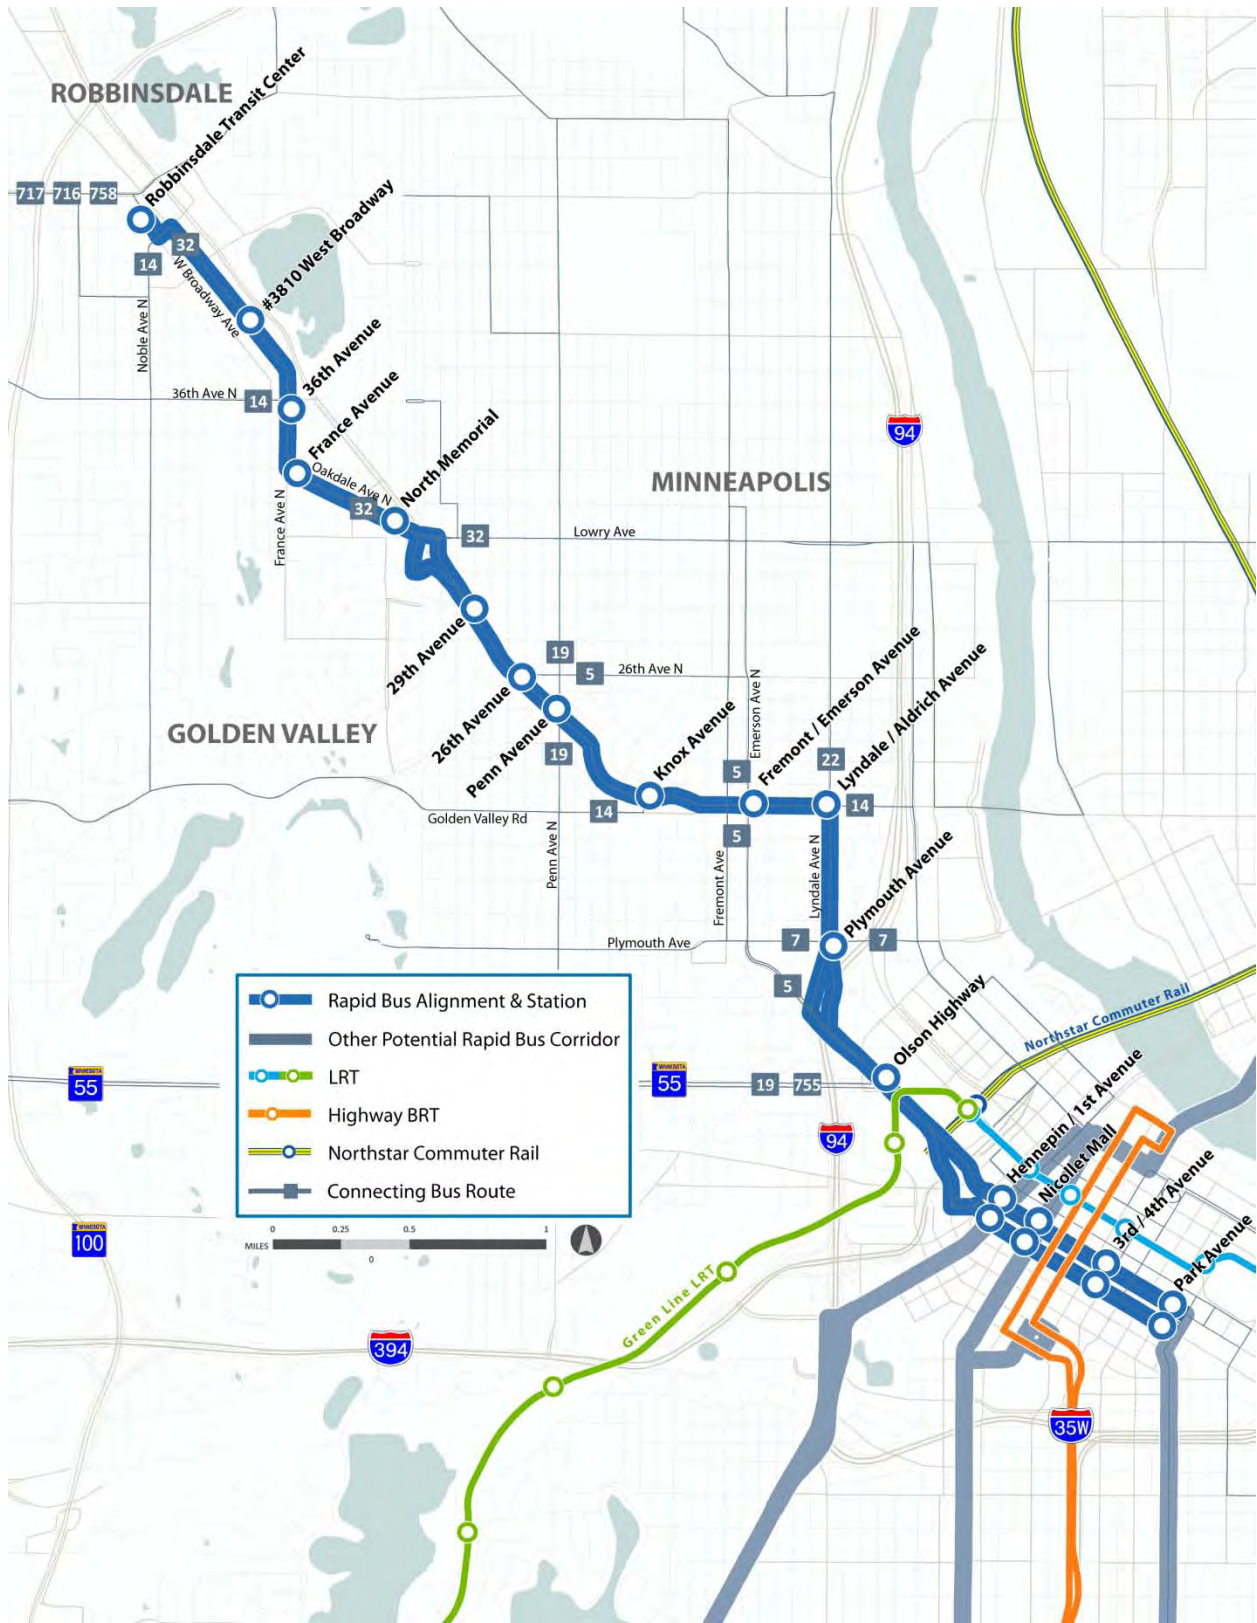 ROBBINSDALE
Robbinsdale Transit Center
717
716
758
32
14
W Broadway Ave
#3810 West Broadway
Noble Ave N
36th Avenue
36th Ave N
14
France Avenue
94
Oakdale Ave N
North Memorial
MINNEAPOLIS
32
France Ave N
32
Lowry Ave
29th Avenue
19
5
26th Ave N
26th Avenue
Emerson Ave N
Fremont / Emerson Avenue
Lyndale / Aldrich Avenue
GOLDEN VALLEY
Penn Avenue
19
Knox Avenue
5
22
14
Golden Valley Rd
14
5
Penn Ave N
Fremont Ave
Lyndale Ave N
Plymouth Avenue
Plymouth Ave
7
7
5
Rapid Bus Alignment & Station
Other Potential Rapid Bus Corridor
LRT
Highway BRT
Northstar Commuter Rail
Connecting Bus Route
Olson Highway
Northstar Commuter Rail
MINNESOTA
55
MINNESOTA
55
19
755
94
Hennepin / 1st Avenue
Nicollet Mall
3rd / 4th Avenue
Park Avenue
MINNESOTA
100
0
0.25
0.5
1
MILES
0
Green Line LRT
394
35W